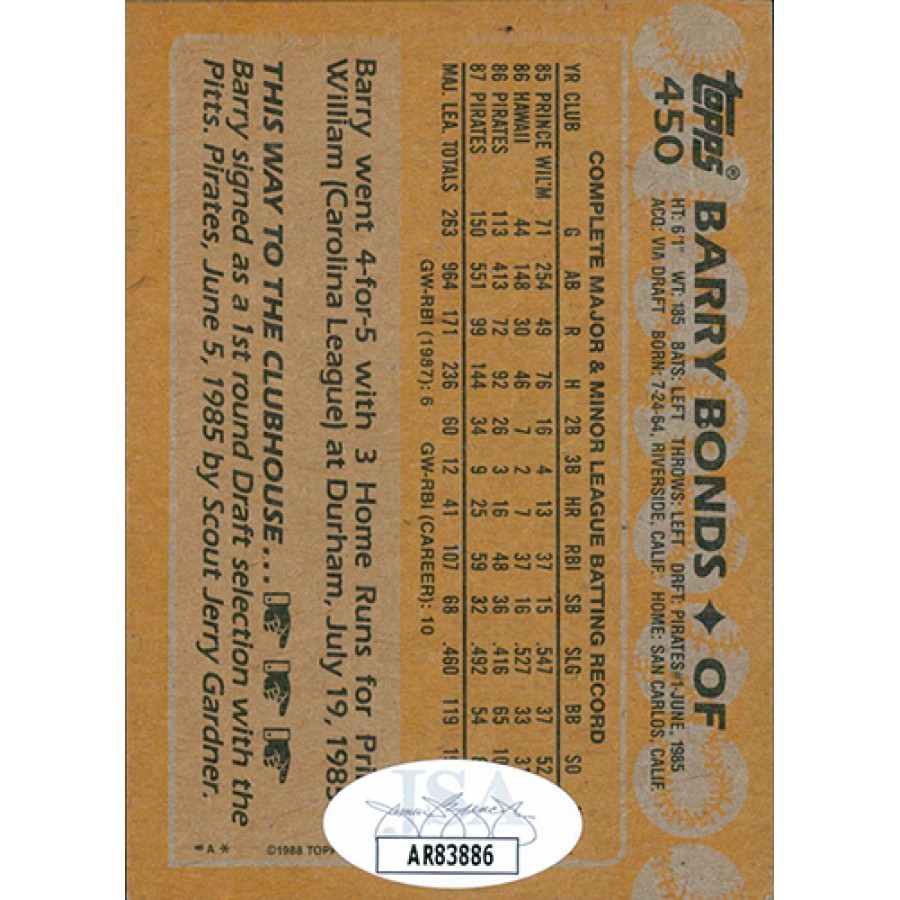 topps®
450
BARRY BONDS ✦ OF
HT: 6'1" WT: 185 BATS: LEFT THROWS: LEFT DRFT: PIRATES #1-JUNE, 1985
ACQ: VIA DRAFT BORN: 7-24-64, RIVERSIDE, CALIF. HOME: SAN CARLOS, CALIF.
COMPLETE MAJOR & MINOR LEAGUE BATTING RECORD
YR CLUB G AB R H 2B 3B HR RBI SB SLG BB SO
85 PRINCE WIL'M 71 254 49 76 16 4 13 37 15 .547 37 52
86 HAWAII 44 148 30 46 7 2 7 37 16 .527 33
86 PIRATES 113 413 72 92 26 3 16 48 36 .416 65
87 PIRATES 150 551 99 144 34 9 25 59 32 .492 54
MAJ. LEA. TOTALS 263 964 171 236 60 12 41 107 68 .460 119
GW-RBI (1987): 6 GW-RBI (CAREER): 10
Barry went 4-for-5 with 3 Home Runs for Pri
William (Carolina League) at Durham, July 19, 1985
THIS WAY TO THE CLUBHOUSE...
Barry signed as a 1st round Draft selection with the
Pitts. Pirates, June 5, 1985 by Scout Jerry Gardner.
*A* ©1988 TOPP
JSA
AR83886